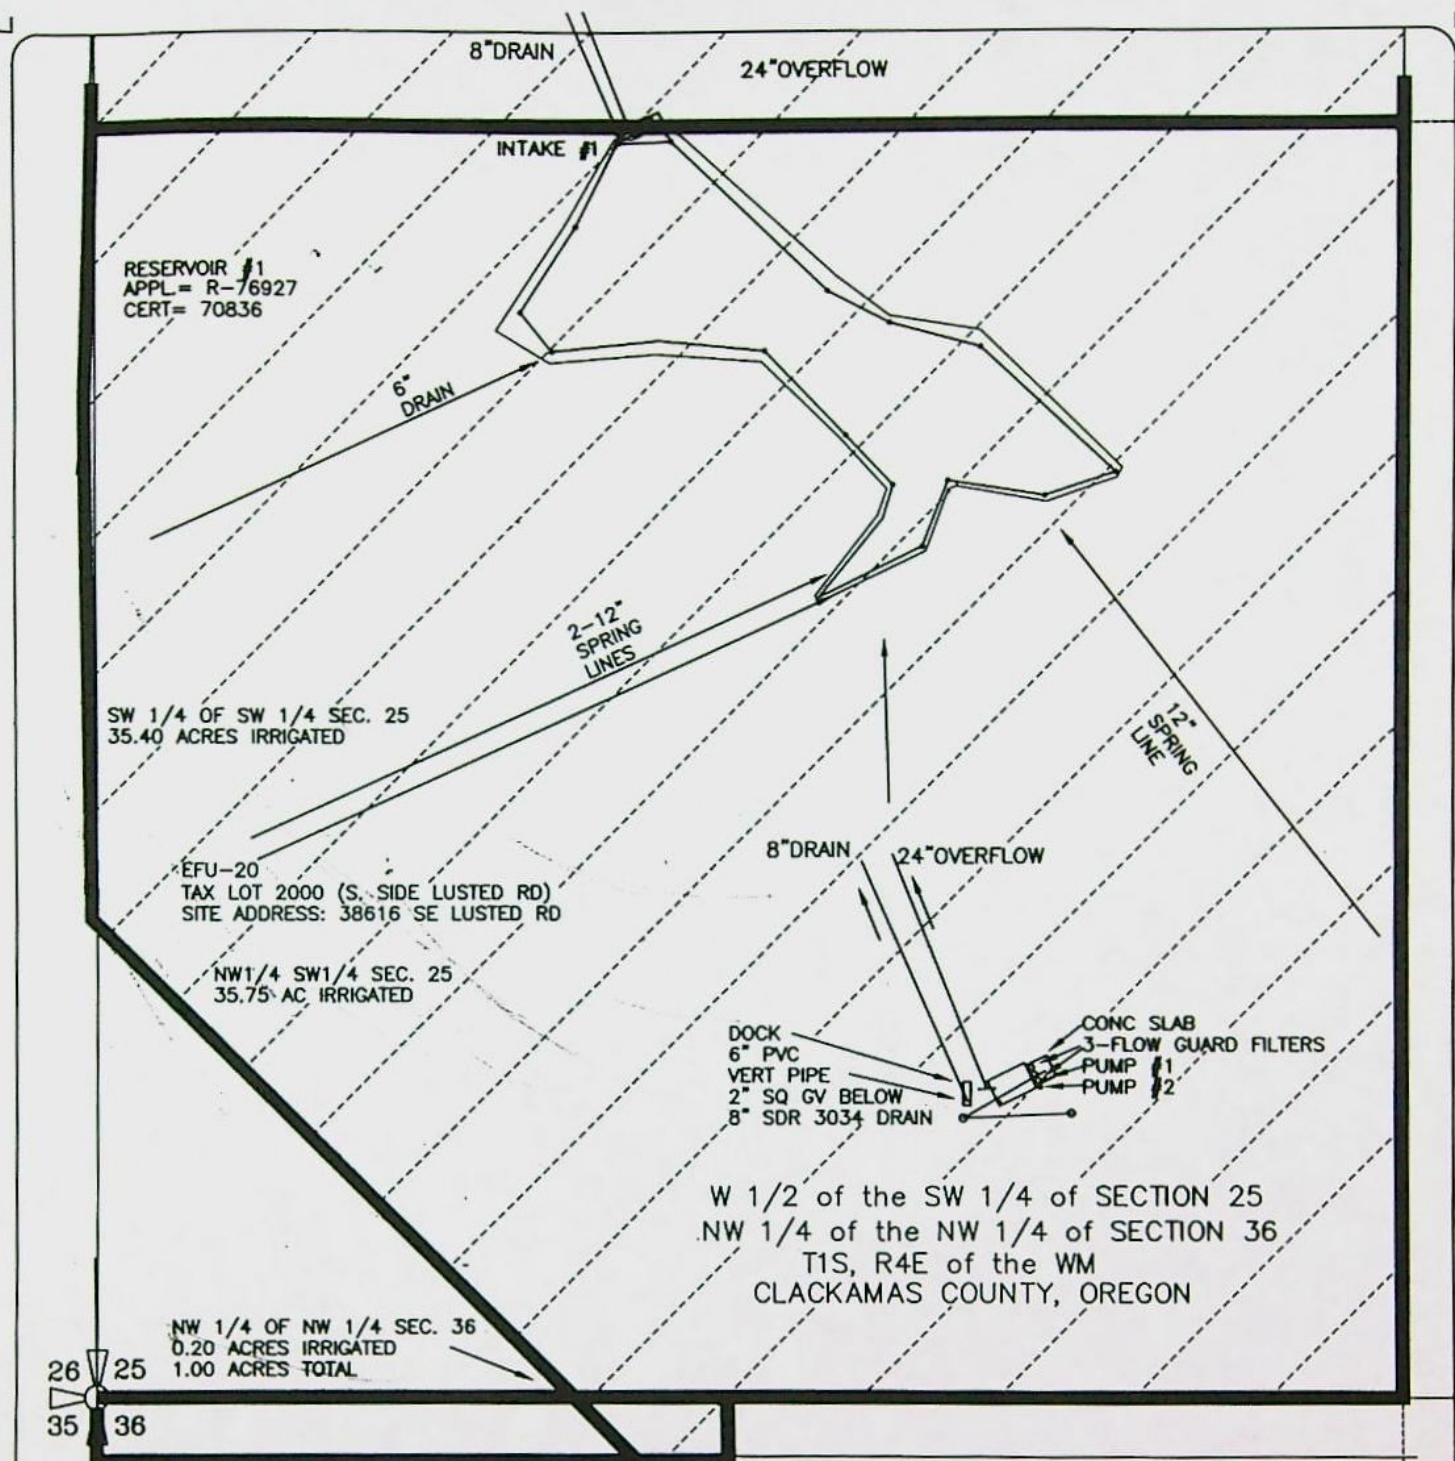 8"DRAIN
24"OVERFLOW
INTAKE #1
RESERVOIR #1
APPL.= R-76927
CERT= 70836
6"
DRAIN
2-12"
SPRING
LINES
SW 1/4 OF SW 1/4 SEC. 25
35.40 ACRES IRRIGATED
12"
SPRING
LINE
8"DRAIN
24"OVERFLOW
EFU-20
TAX LOT 2000 (S. SIDE LUSTED RD)
SITE ADDRESS: 38616 SE LUSTED RD
NW1/4 SW1/4 SEC. 25
35.75 AC IRRIGATED
DOCK
6" PVC
VERT PIPE
2" SQ GV BELOW
8" SDR 3034 DRAIN
CONC SLAB
3-FLOW GUARD FILTERS
PUMP #1
PUMP #2
W 1/2 of the SW 1/4 of SECTION 25
NW 1/4 of the NW 1/4 of SECTION 36
T1S, R4E of the WM
CLACKAMAS COUNTY, OREGON
NW 1/4 OF NW 1/4 SEC. 36
0.20 ACRES IRRIGATED
1.00 ACRES TOTAL
26 25
35 36